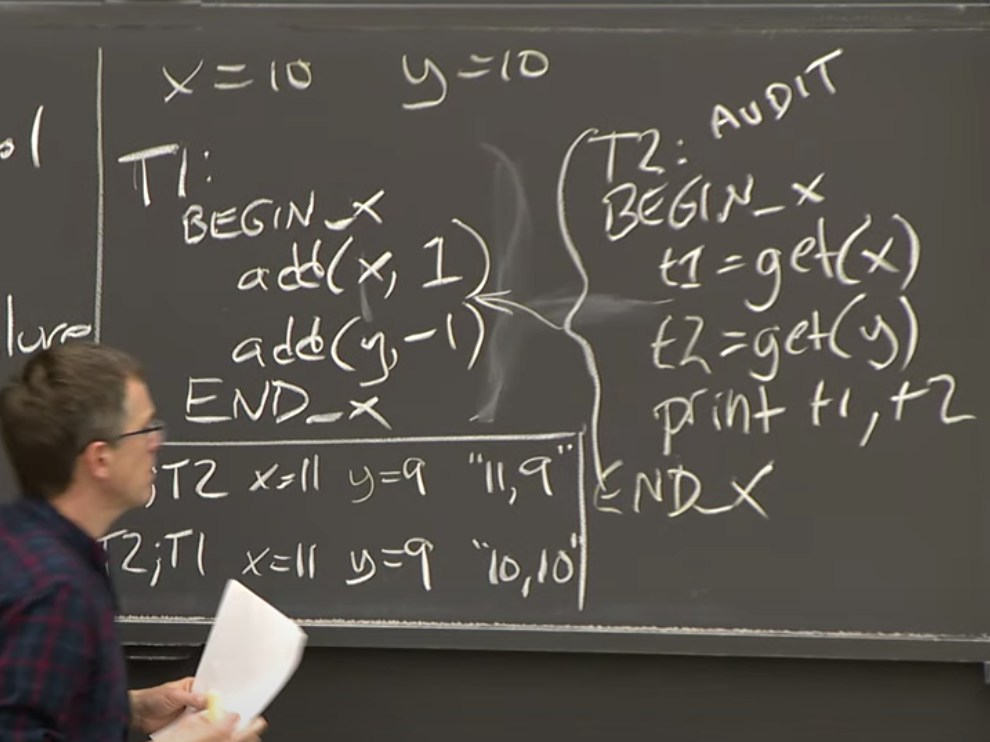 x=10 y=10
T1:
BEGIN_X
add(x, 1)
add(y,-1)
END_X
T2: AUDIT
BEGIN_X
t1=get(x)
t2=get(y)
print t1,t2
END_X
;T2 x=11 y=9 "11,9"
T2;T1 x=11 y=9 "10,10"
ol
lure